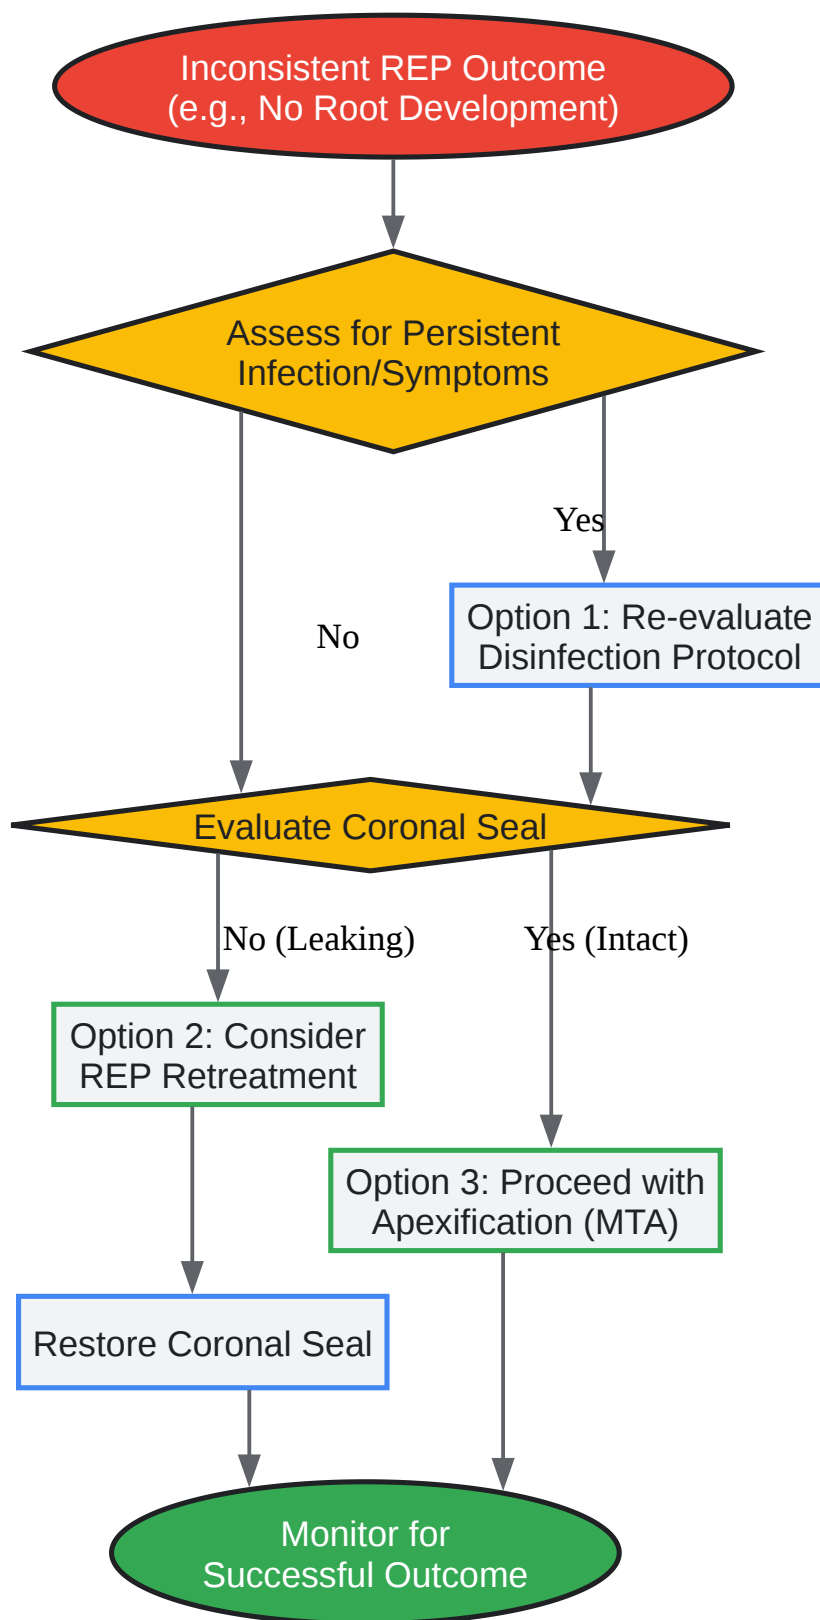 Inconsistent REP Outcome
(e.g., No Root Development)
Assess for Persistent
Infection/Symptoms
Yes
Option 1: Re-evaluate
Disinfection Protocol
No
Evaluate Coronal Seal
No (Leaking)
Yes (Intact)
Option 2: Consider
REP Retreatment
Option 3: Proceed with
Apexification (MTA)
Restore Coronal Seal
Monitor for
Successful Outcome